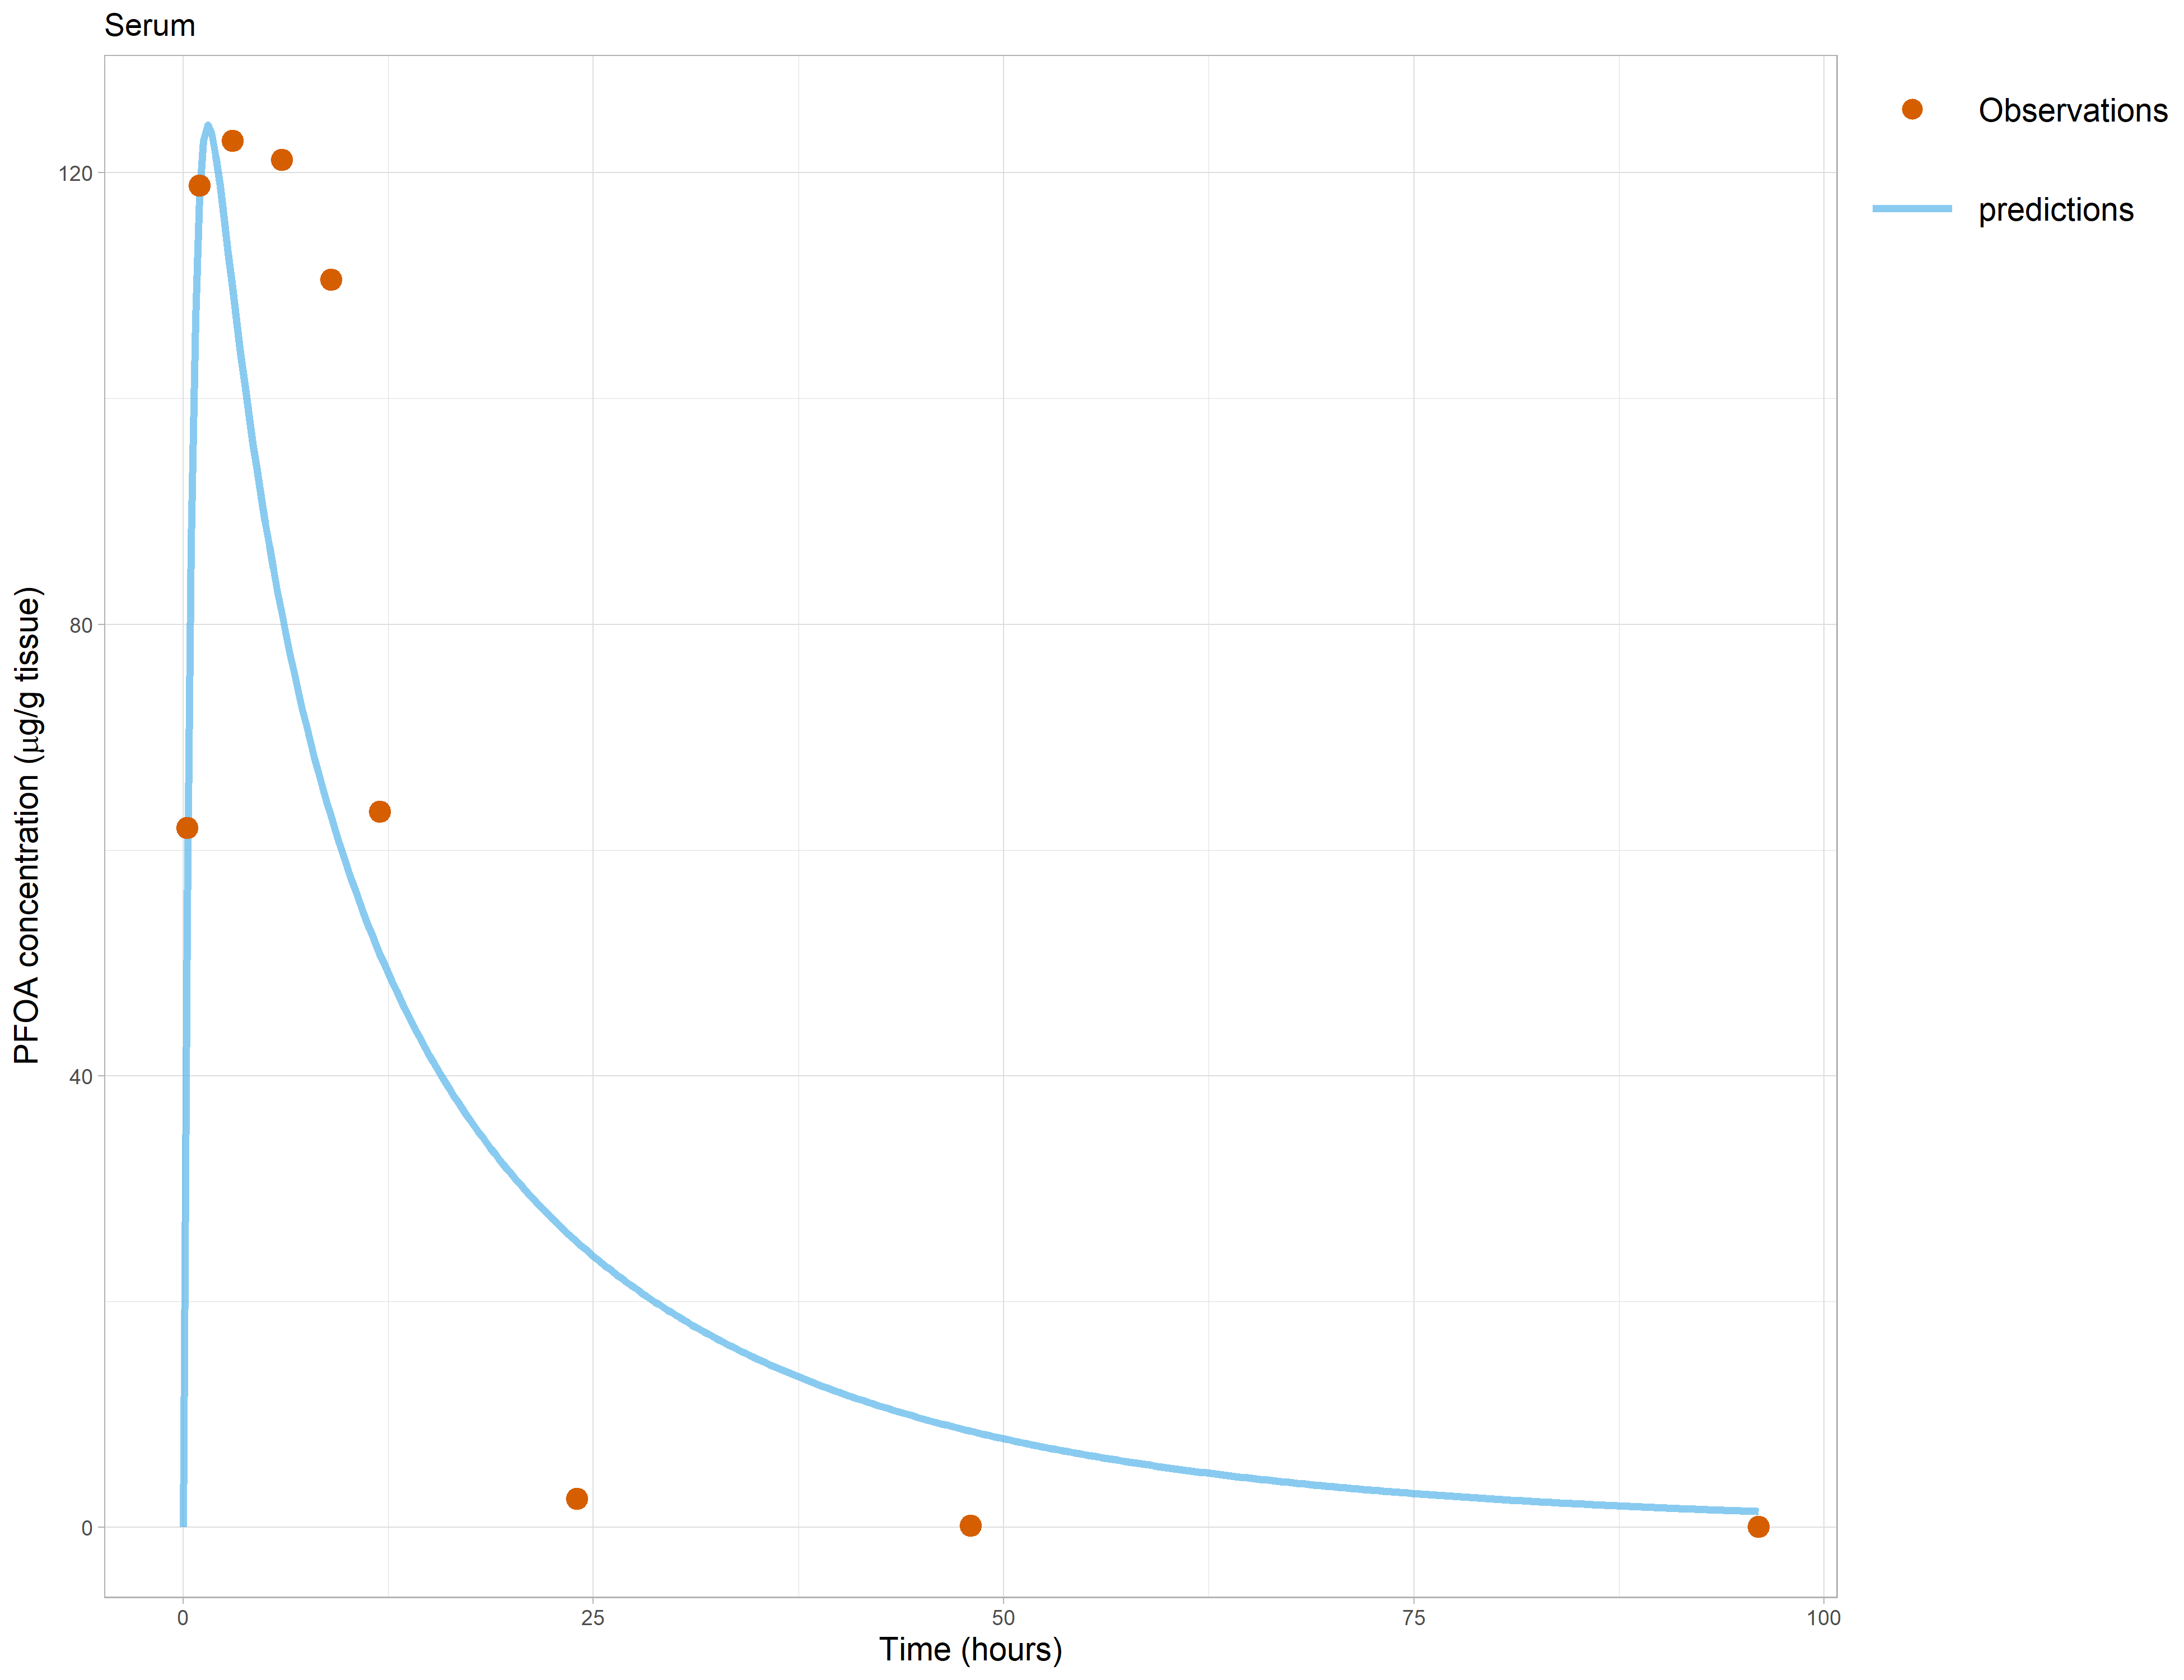 Serum
Observations
predictions
120
80
40
0
PFOA concentration (μg/g tissue)
0 25 50 75 100
Time (hours)